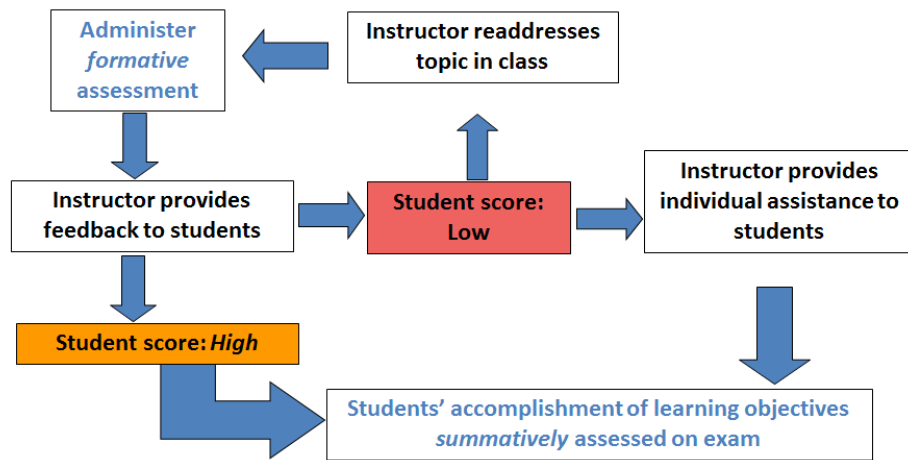 Administer
formative
assessment
Instructor readdresses
topic in class
Instructor provides
feedback to students
Student score:
Low
Instructor provides
individual assistance to
students
Student score: High
Students’ accomplishment of learning objectives
summatively assessed on exam